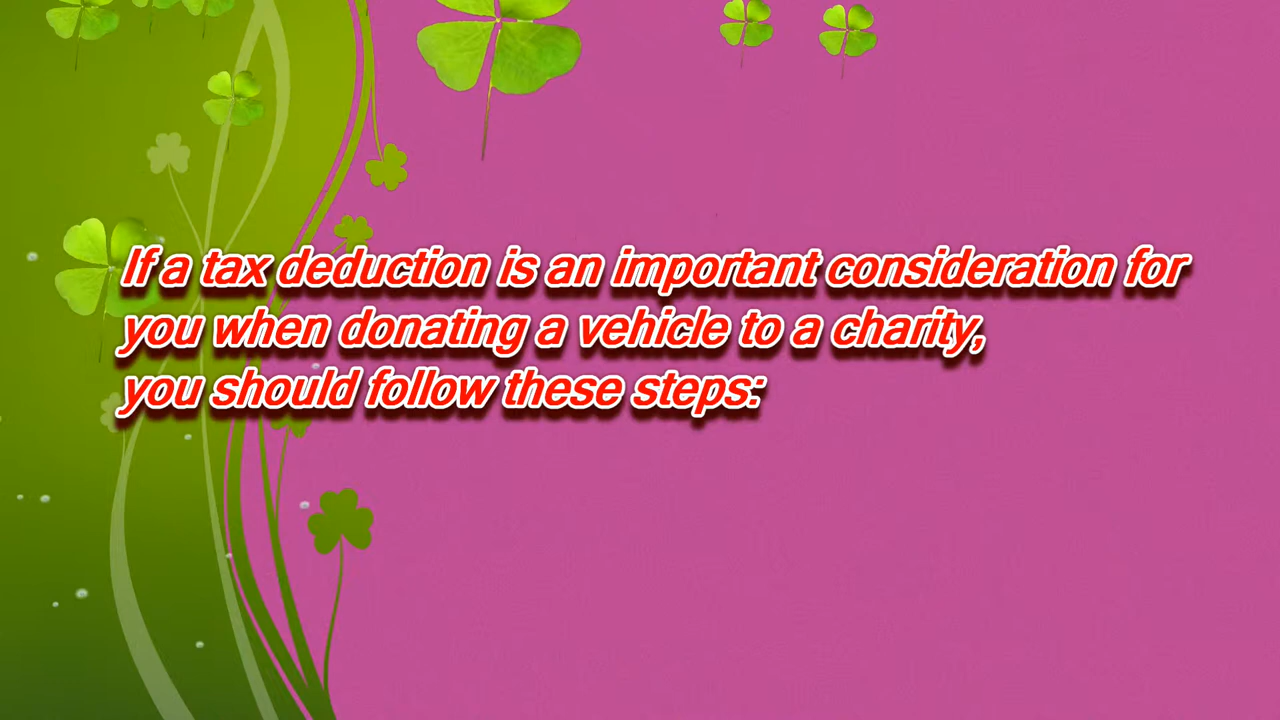 If a tax deduction is an important consideration for
you when donating a vehicle to a charity,
you should follow these steps: